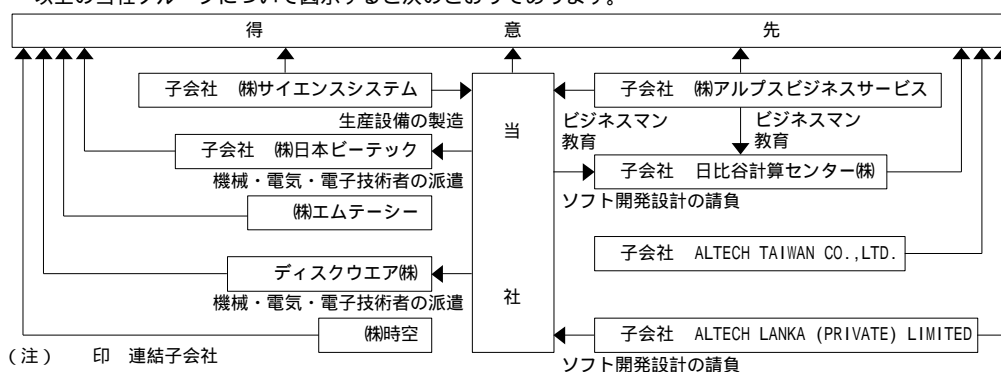 以上の当社グループについて図示すると次のとおりであります。
得意先
子会社 ㈱サイエンスシステム
子会社 ㈱アルプスビジネスサービス
生産設備の製造
当社
ビジネスマン
教育
ビジネスマン
教育
子会社 ㈱日本ビーテック
子会社 日比谷計算センター㈱
機械・電気・電子技術者の派遣
ソフト開発設計の請負
㈱エムテーシー
子会社 ALTECH TAIWAN CO.,LTD.
ディスクウエア㈱
機械・電気・電子技術者の派遣
㈱時空
子会社 ALTECH LANKA (PRIVATE) LIMITED
ソフト開発設計の請負
(注) 印 連結子会社